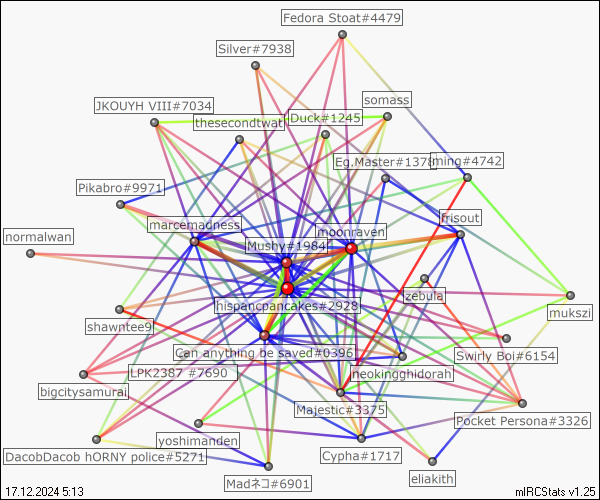 Fedora Stoat#4479
Silver#7938
somass
JKOUYH VIII#7034
Duck#1245
thesecondtwat
Eg.Master#1378
ming#4742
Pikabro#9971
frisout
marcemadness
moonraven
normalwan
Mushy#1984
zebula
hispancpancakes#2928
mukszi
shawntee9
Can anything be saved#0396
Swirly Boi#6154
LPK2387 #7690
neokingghidorah
bigcitysamurai
Majestic#3375
Pocket Persona#3326
yoshimanden
DacobDacob hORNY police#5271
Cypha#1717
eliakith
Madネコ#6901
17.12.2024 5:13
mIRCStats v1.25